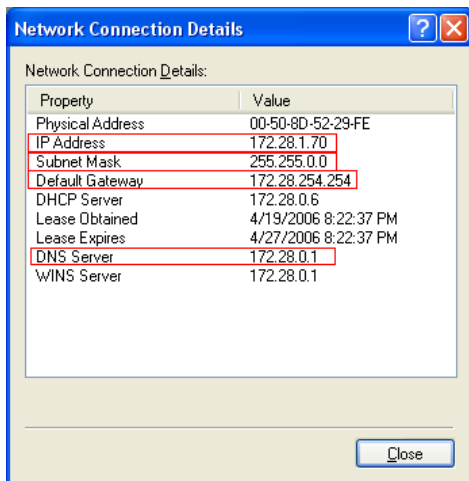 Network Connection Details
Network Connection Details:
Property Value
Physical Address 00-50-8D-52-29-FE
IP Address 172.28.1.70
Subnet Mask 255.255.0.0
Default Gateway 172.28.254.254
DHCP Server 172.28.0.6
Lease Obtained 4/19/2006 8:22:37 PM
Lease Expires 4/27/2006 8:22:37 PM
DNS Server 172.28.0.1
WINS Server 172.28.0.1
Close